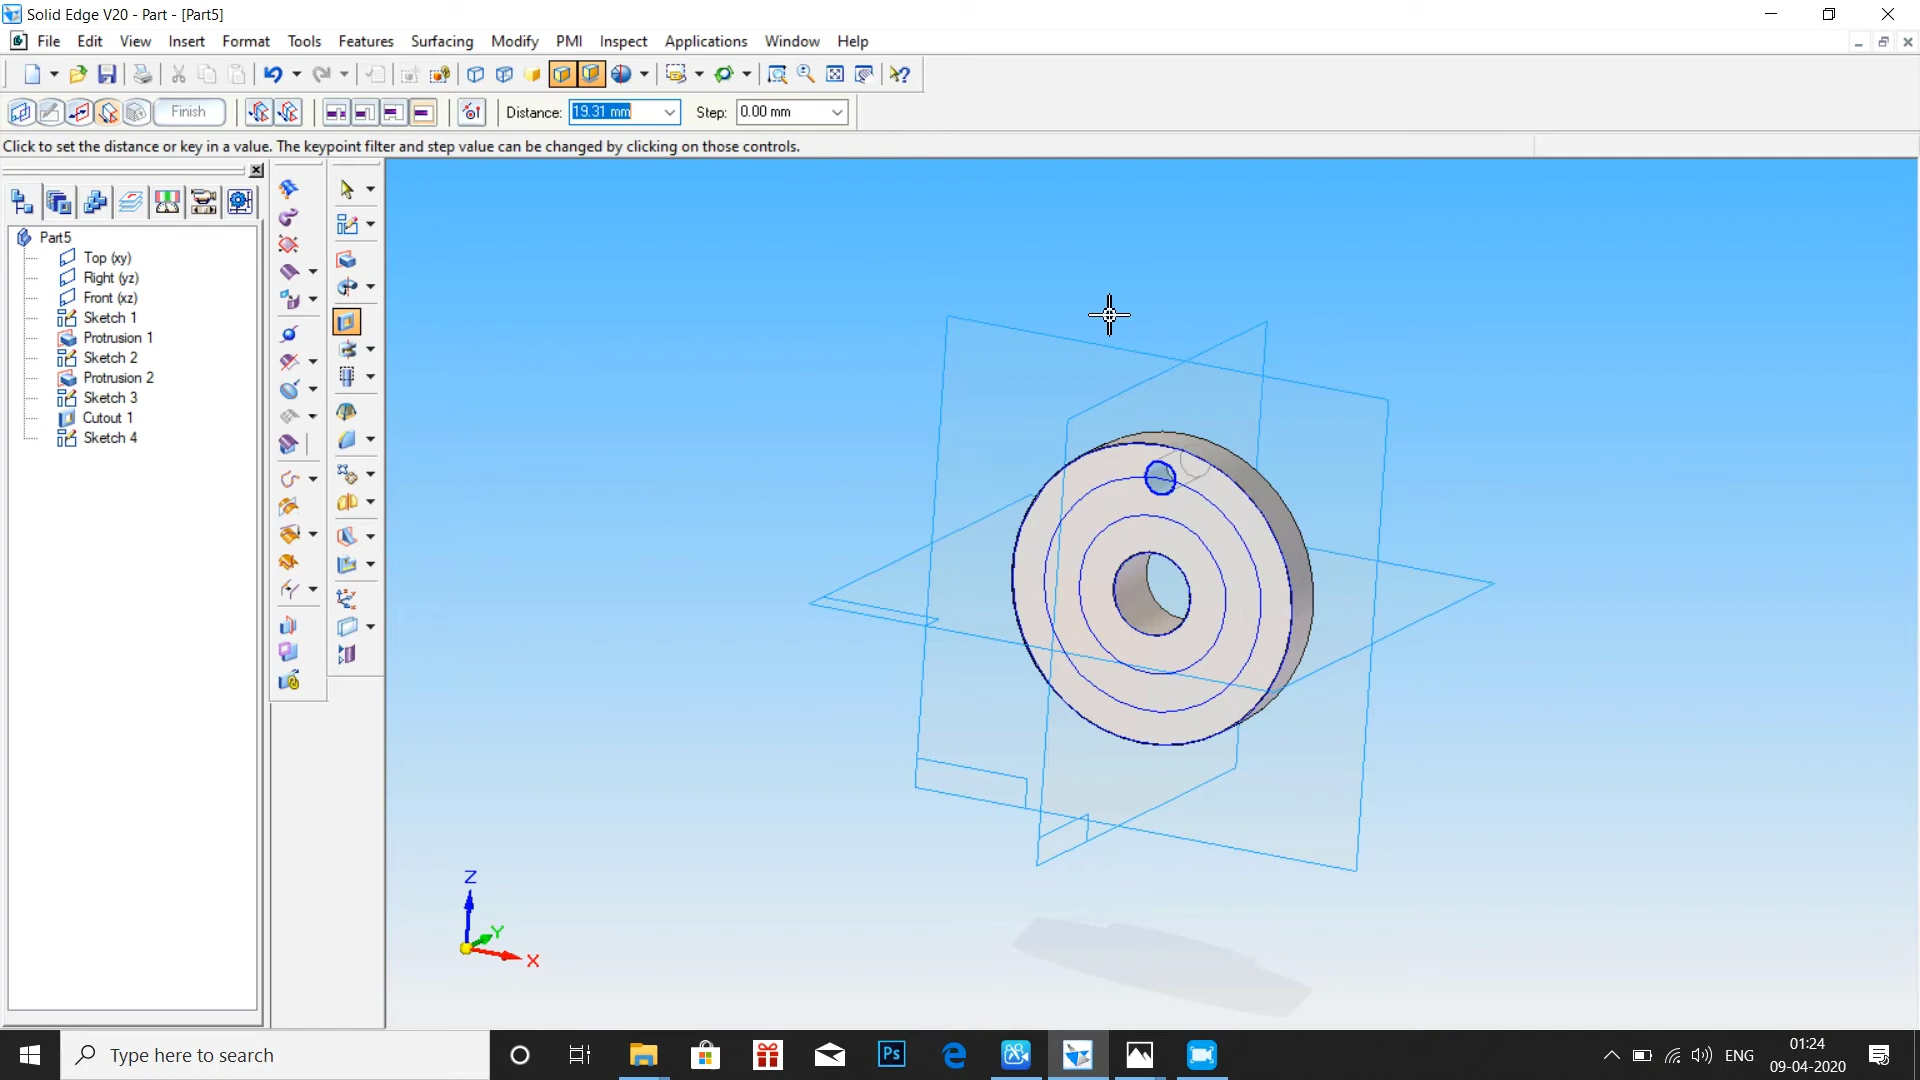 Solid Edge V20 - Part - [Part5]
File Edit View Insert Format Tools Features Surfacing Modify PMI Inspect Applications Window Help
Finish Distance: 19.31 mm Step: 0.00 mm
Click to set the distance or key in a value. The keypoint filter and step value can be changed by clicking on those controls.
Part5
Top (xy)
Right (yz)
Front (xz)
Sketch 1
Protrusion 1
Sketch 2
Protrusion 2
Sketch 3
Cutout 1
Sketch 4
Z
Y
X
Type here to search
Ps
ENG
01:24
09-04-2020